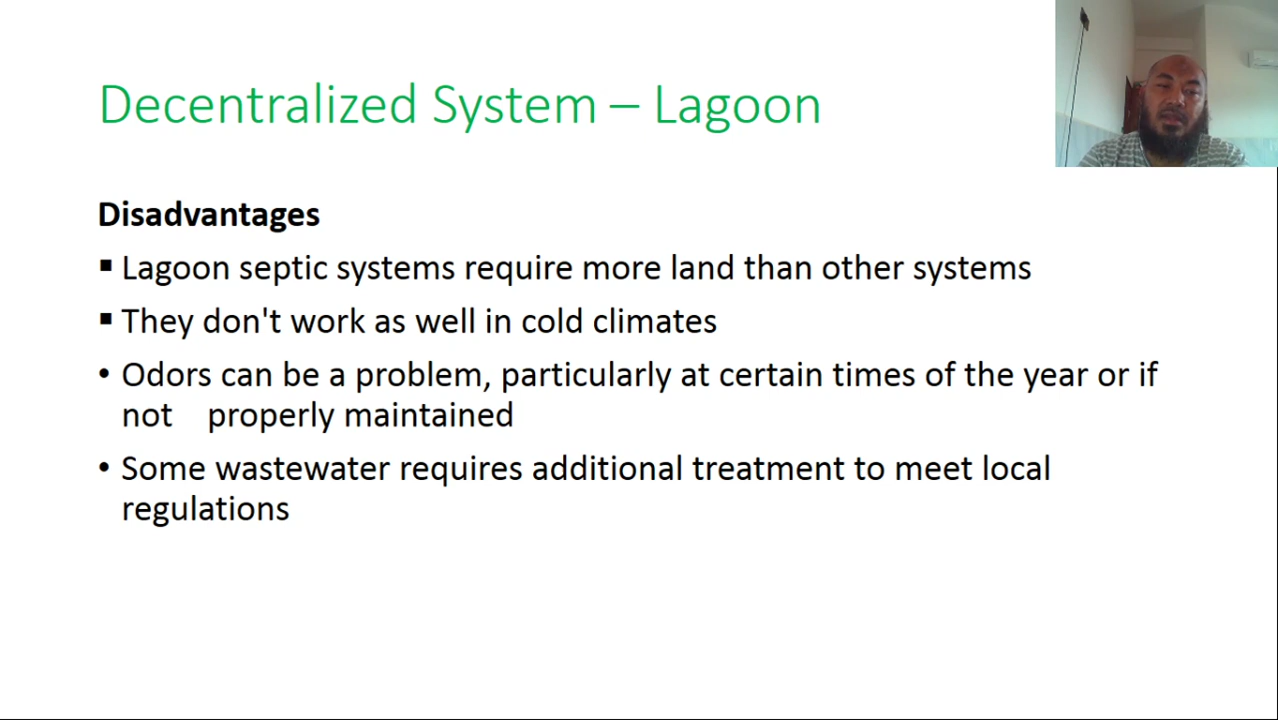 Decentralized System – Lagoon
Disadvantages
▪ Lagoon septic systems require more land than other systems
▪ They don't work as well in cold climates
• Odors can be a problem, particularly at certain times of the year or if
not    properly maintained
• Some wastewater requires additional treatment to meet local
regulations